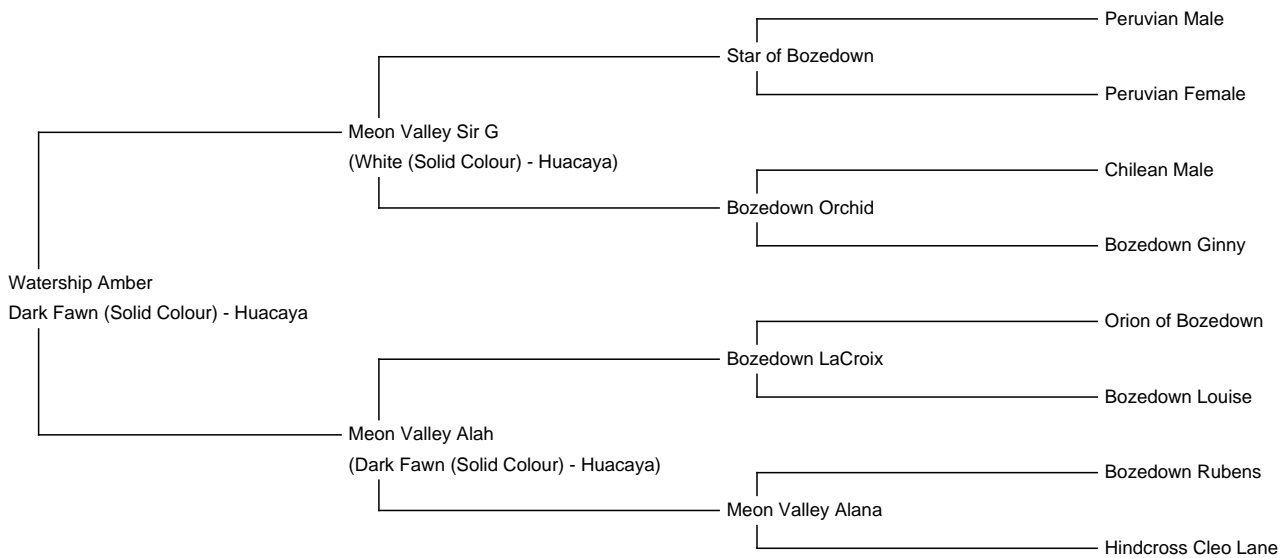 Peruvian Male
Star of Bozedown
Peruvian Female
Meon Valley Sir G
(White (Solid Colour) - Huacaya)
Chilean Male
Bozedown Orchid
Bozedown Ginny
Watership Amber
Dark Fawn (Solid Colour) - Huacaya
Orion of Bozedown
Bozedown LaCroix
Bozedown Louise
Meon Valley Alah
(Dark Fawn (Solid Colour) - Huacaya)
Bozedown Rubens
Meon Valley Alana
Hindcross Cleo Lane